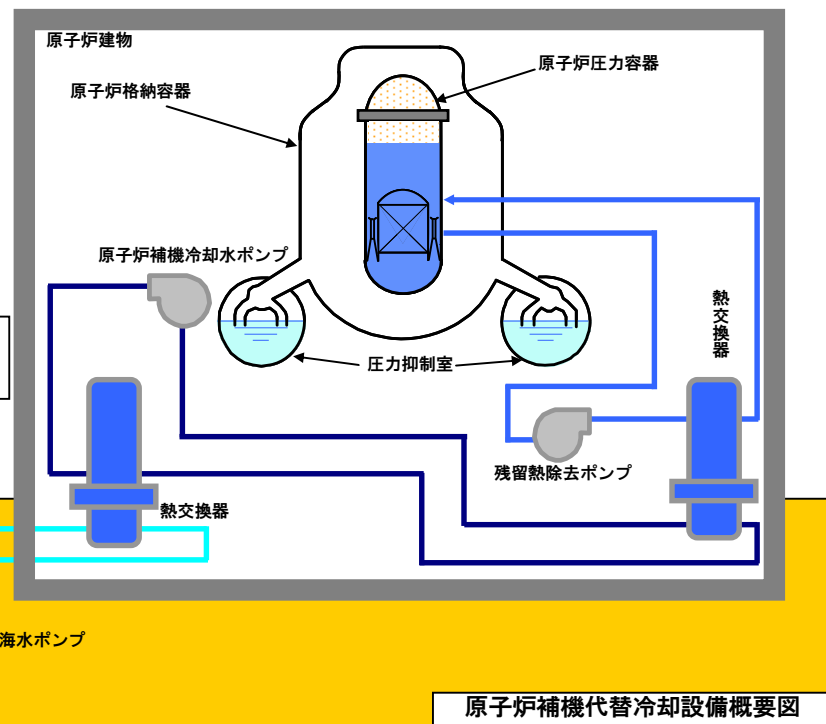 原子炉建物
原子炉圧力容器
原子炉格納容器
原子炉補機冷却水ポンプ
熱交換器
圧力抑制室
残留熱除去ポンプ
熱交換器
海水ポンプ
原子炉補機代替冷却設備概要図